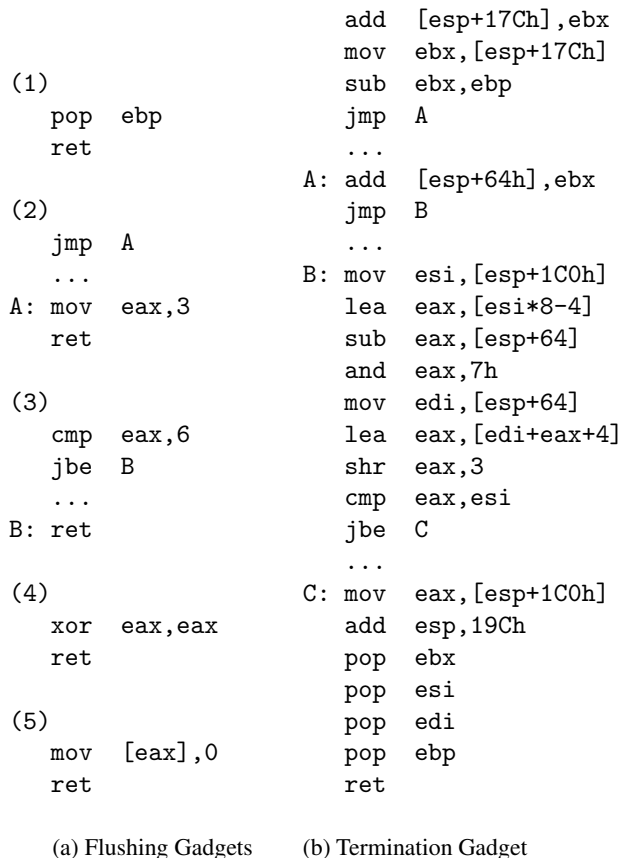 (1)
pop ebp
ret
(2)
jmp A
...
A: mov eax,3
ret
(3)
cmp eax,6
jbe B
...
B: ret
(4)
xor eax,eax
ret
(5)
mov [eax],0
ret
(a) Flushing Gadgets
add [esp+17Ch],ebx
mov ebx,[esp+17Ch]
sub ebx,ebp
jmp A
...
A: add [esp+64h],ebx
jmp B
...
B: mov esi,[esp+1C0h]
lea eax,[esi*8-4]
sub eax,[esp+64]
and eax,7h
mov edi,[esp+64]
lea eax,[edi+eax+4]
shr eax,3
cmp eax,esi
jbe C
...
C: mov eax,[esp+1C0h]
add esp,19Ch
pop ebx
pop esi
pop edi
pop ebp
ret
(b) Termination Gadget